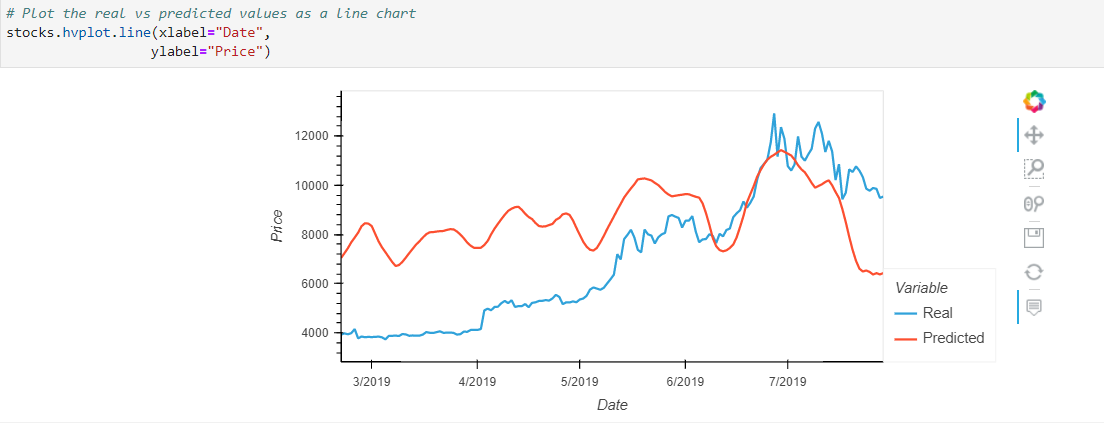 # Plot the real vs predicted values as a line chart
stocks.hvplot.line(xlabel="Date",
ylabel="Price")
12000
10000
8000
6000
4000
Price
3/2019 4/2019 5/2019 6/2019 7/2019
Date
Variable
Real
Predicted